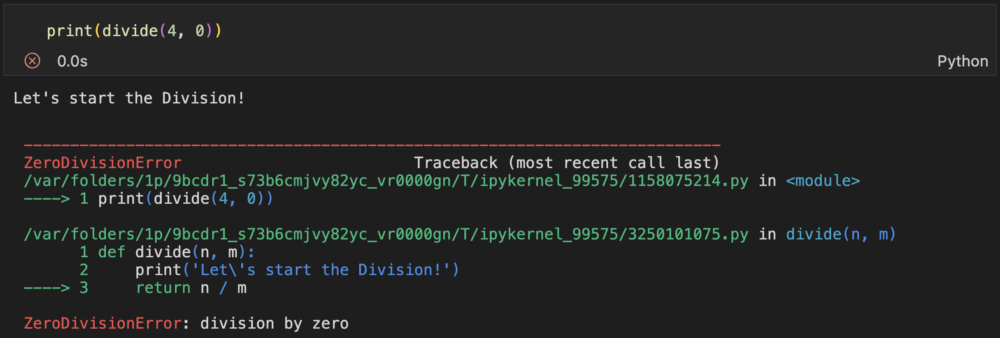 print(divide(4, 0))
0.0s
Python
Let's start the Division!
---------------------------------------------------------------------------
ZeroDivisionError                         Traceback (most recent call last)
/var/folders/1p/9bcdr1_s73b6cmjvy82yc_vr0000gn/T/ipykernel_99575/1158075214.py in <module>
----> 1 print(divide(4, 0))
/var/folders/1p/9bcdr1_s73b6cmjvy82yc_vr0000gn/T/ipykernel_99575/3250101075.py in divide(n, m)
      1 def divide(n, m):
      2     print('Let\'s start the Division!')
----> 3     return n / m
ZeroDivisionError: division by zero